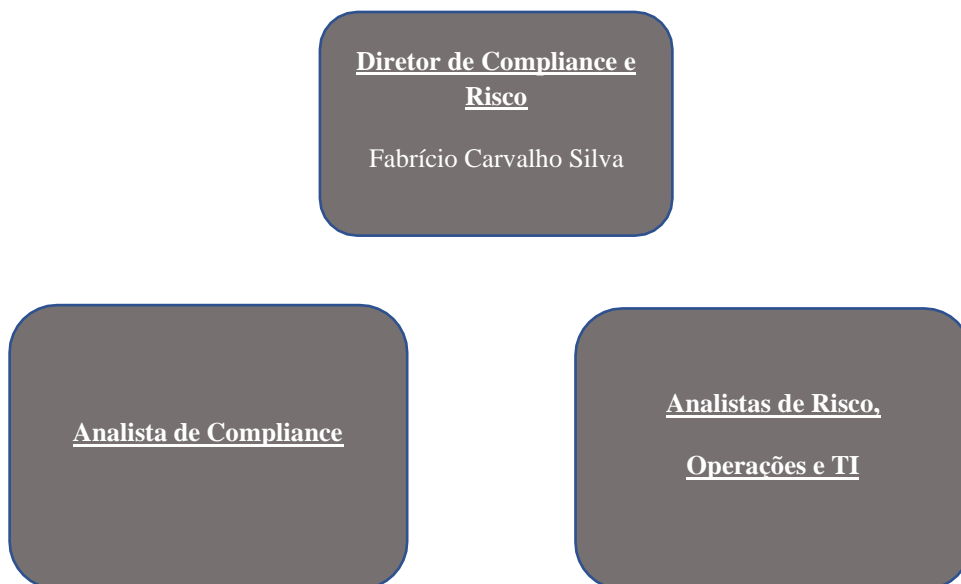 Diretor de Compliance e
Risco
Fabrício Carvalho Silva
Analista de Compliance
Analistas de Risco,
Operações e TI